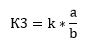 КЗ = k * a/b